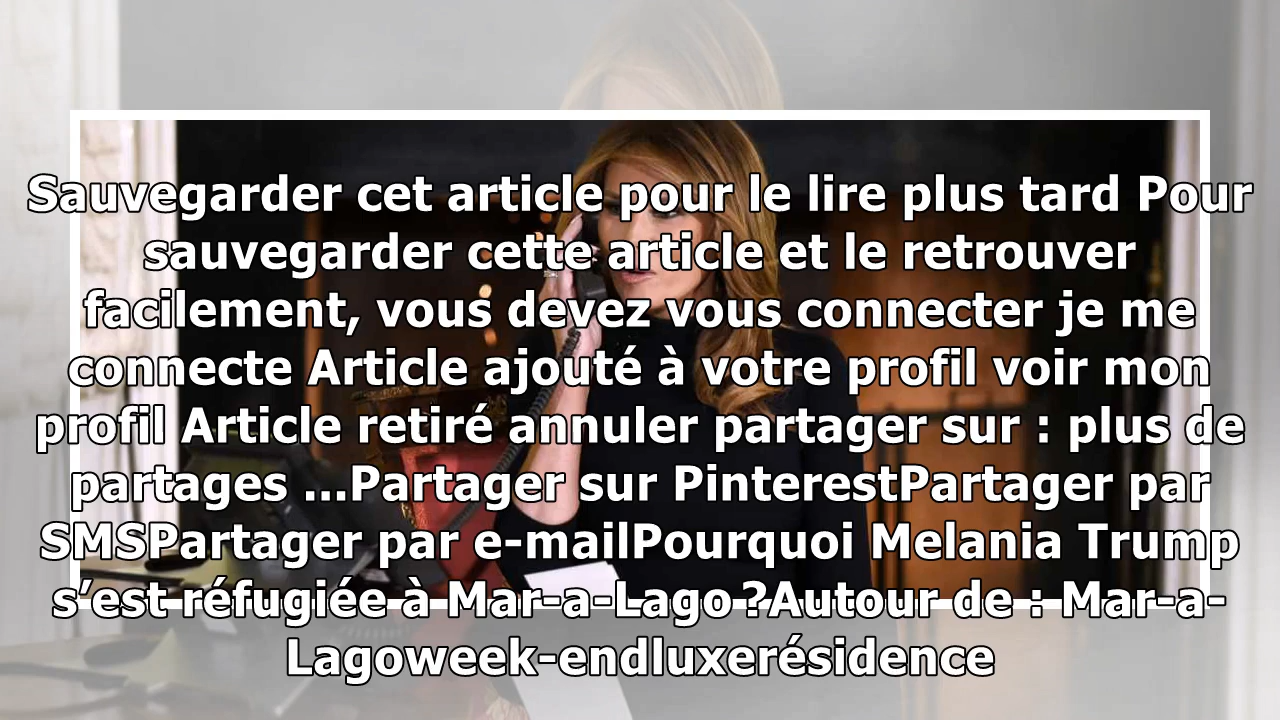 Sauvegarder cet article pour le lire plus tard Pour
sauvegarder cette article et le retrouver
facilement, vous devez vous connecter je me
connecte Article ajouté à votre profil voir mon
profil Article retiré annuler partager sur : plus de
partages ...Partager sur PinterestPartager par
SMSPartager par e-mailPourquoi Melania Trump
s’est réfugiée à Mar-a-Lago ?Autour de : Mar-a-
Lagoweek-endluxerésidence